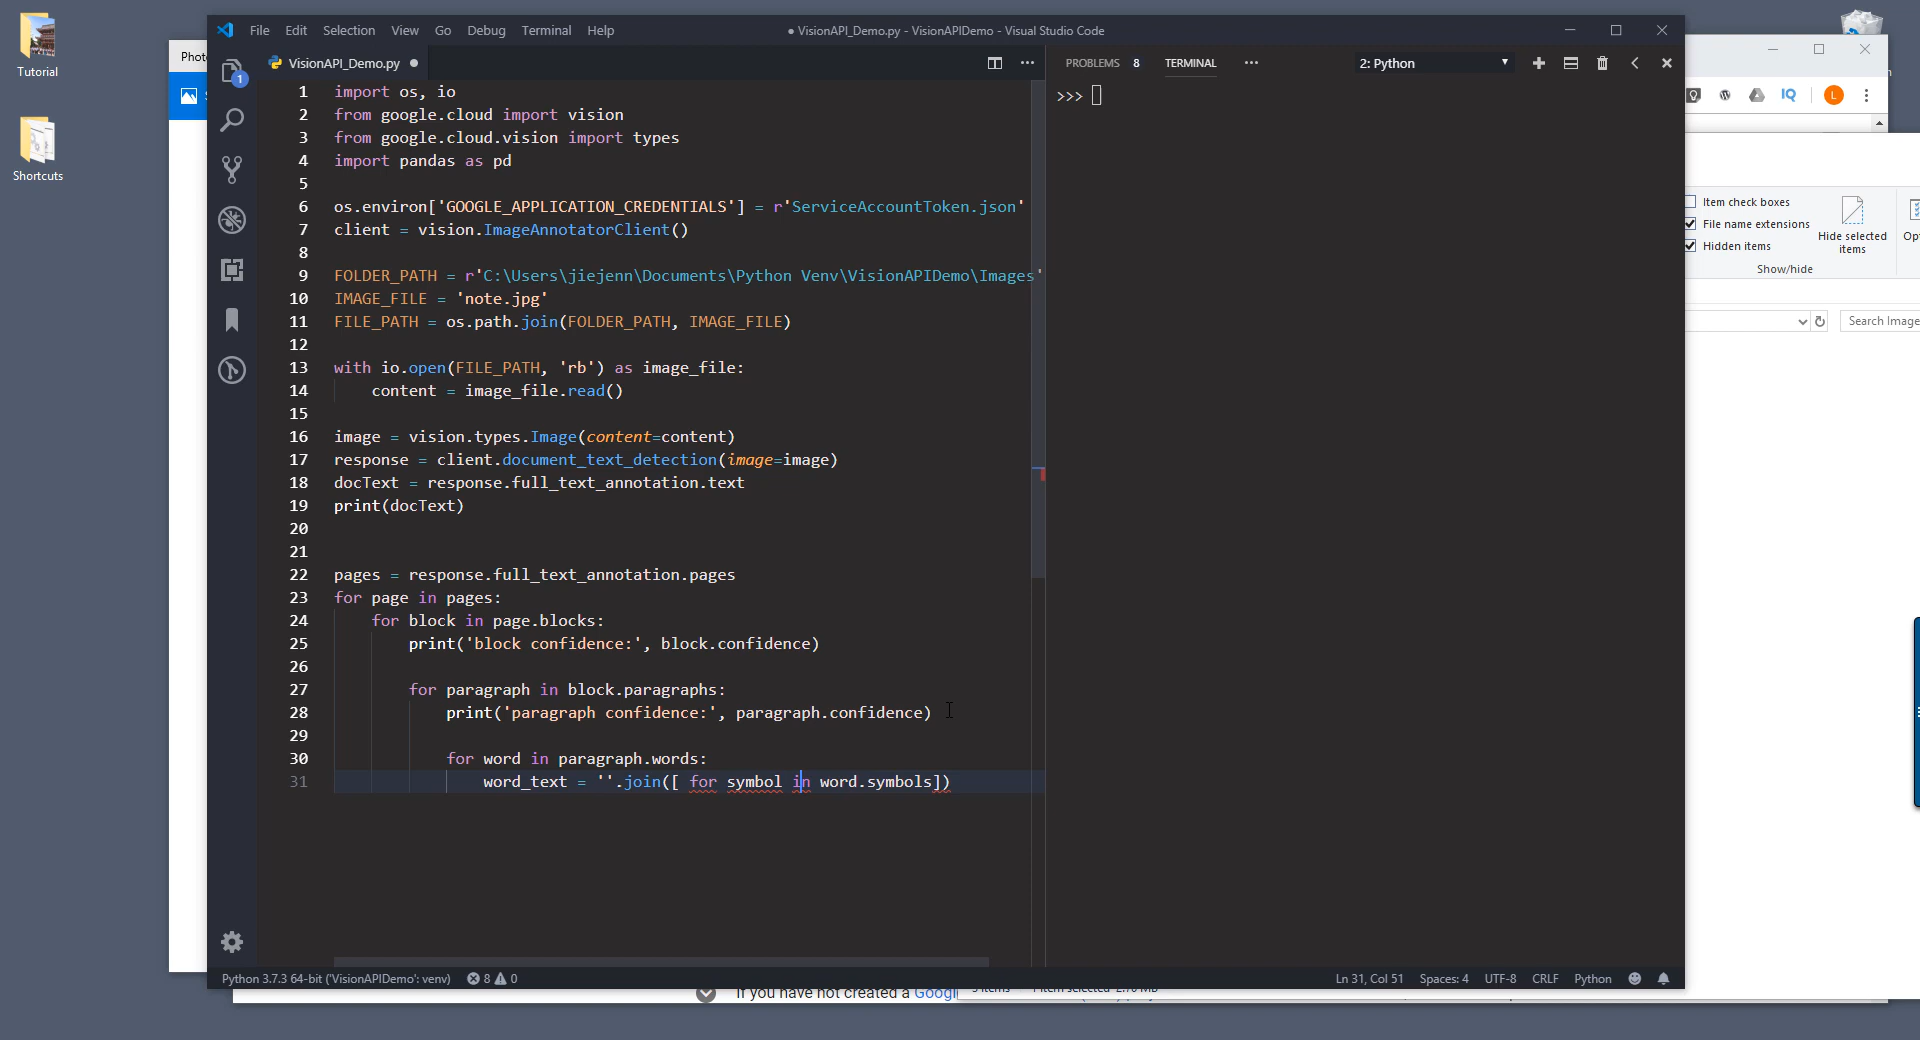 Tutorial
Shortcuts
Phot
File Edit Selection View Go Debug Terminal Help
● VisionAPI_Demo.py - VisionAPIDemo - Visual Studio Code
1
VisionAPI_Demo.py ●
PROBLEMS 8 TERMINAL ···
2: Python
>>>
1 import os, io
2 from google.cloud import vision
3 from google.cloud.vision import types
4 import pandas as pd
5
6 os.environ['GOOGLE_APPLICATION_CREDENTIALS'] = r'ServiceAccountToken.json'
7 client = vision.ImageAnnotatorClient()
8
9 FOLDER_PATH = r'C:\Users\jiejenn\Documents\Python Venv\VisionAPIDemo\Images'
10 IMAGE_FILE = 'note.jpg'
11 FILE_PATH = os.path.join(FOLDER_PATH, IMAGE_FILE)
12
13 with io.open(FILE_PATH, 'rb') as image_file:
14     content = image_file.read()
15
16 image = vision.types.Image(content=content)
17 response = client.document_text_detection(image=image)
18 docText = response.full_text_annotation.text
19 print(docText)
20
21
22 pages = response.full_text_annotation.pages
23 for page in pages:
24     for block in page.blocks:
25         print('block confidence:', block.confidence)
26
27         for paragraph in block.paragraphs:
28             print('paragraph confidence:', paragraph.confidence)
29
30             for word in paragraph.words:
31                 word_text = ''.join([ for symbol in word.symbols])
IQ
L
Item check boxes
File name extensions
Hidden items
Hide selected
items
Show/hide
Search Image
Python 3.7.3 64-bit ('VisionAPIDemo': venv) 8 0
Ln 31, Col 51 Spaces: 4 UTF-8 CRLF Python
If you have not created a Googl